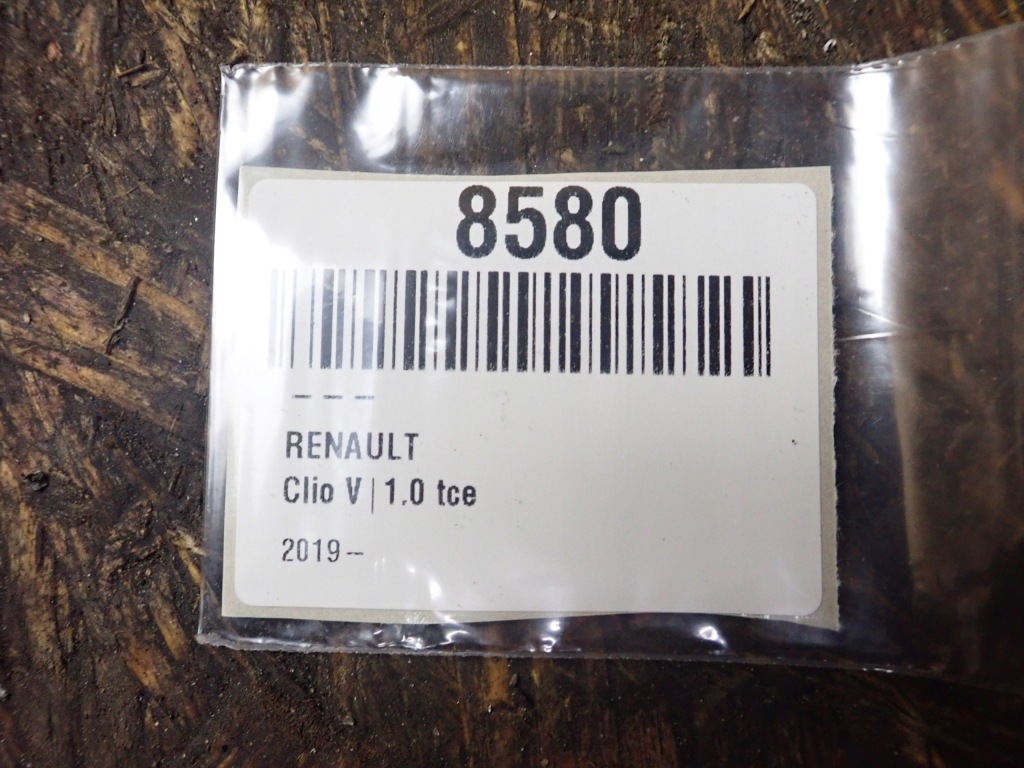 8580
— — —
RENAULT
Clio V | 1.0 tce
2019 –